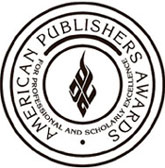 AMERICAN PUBLISHERS AWARDS
FOR PROFESSIONAL AND SCHOLARLY EXCELLENCE